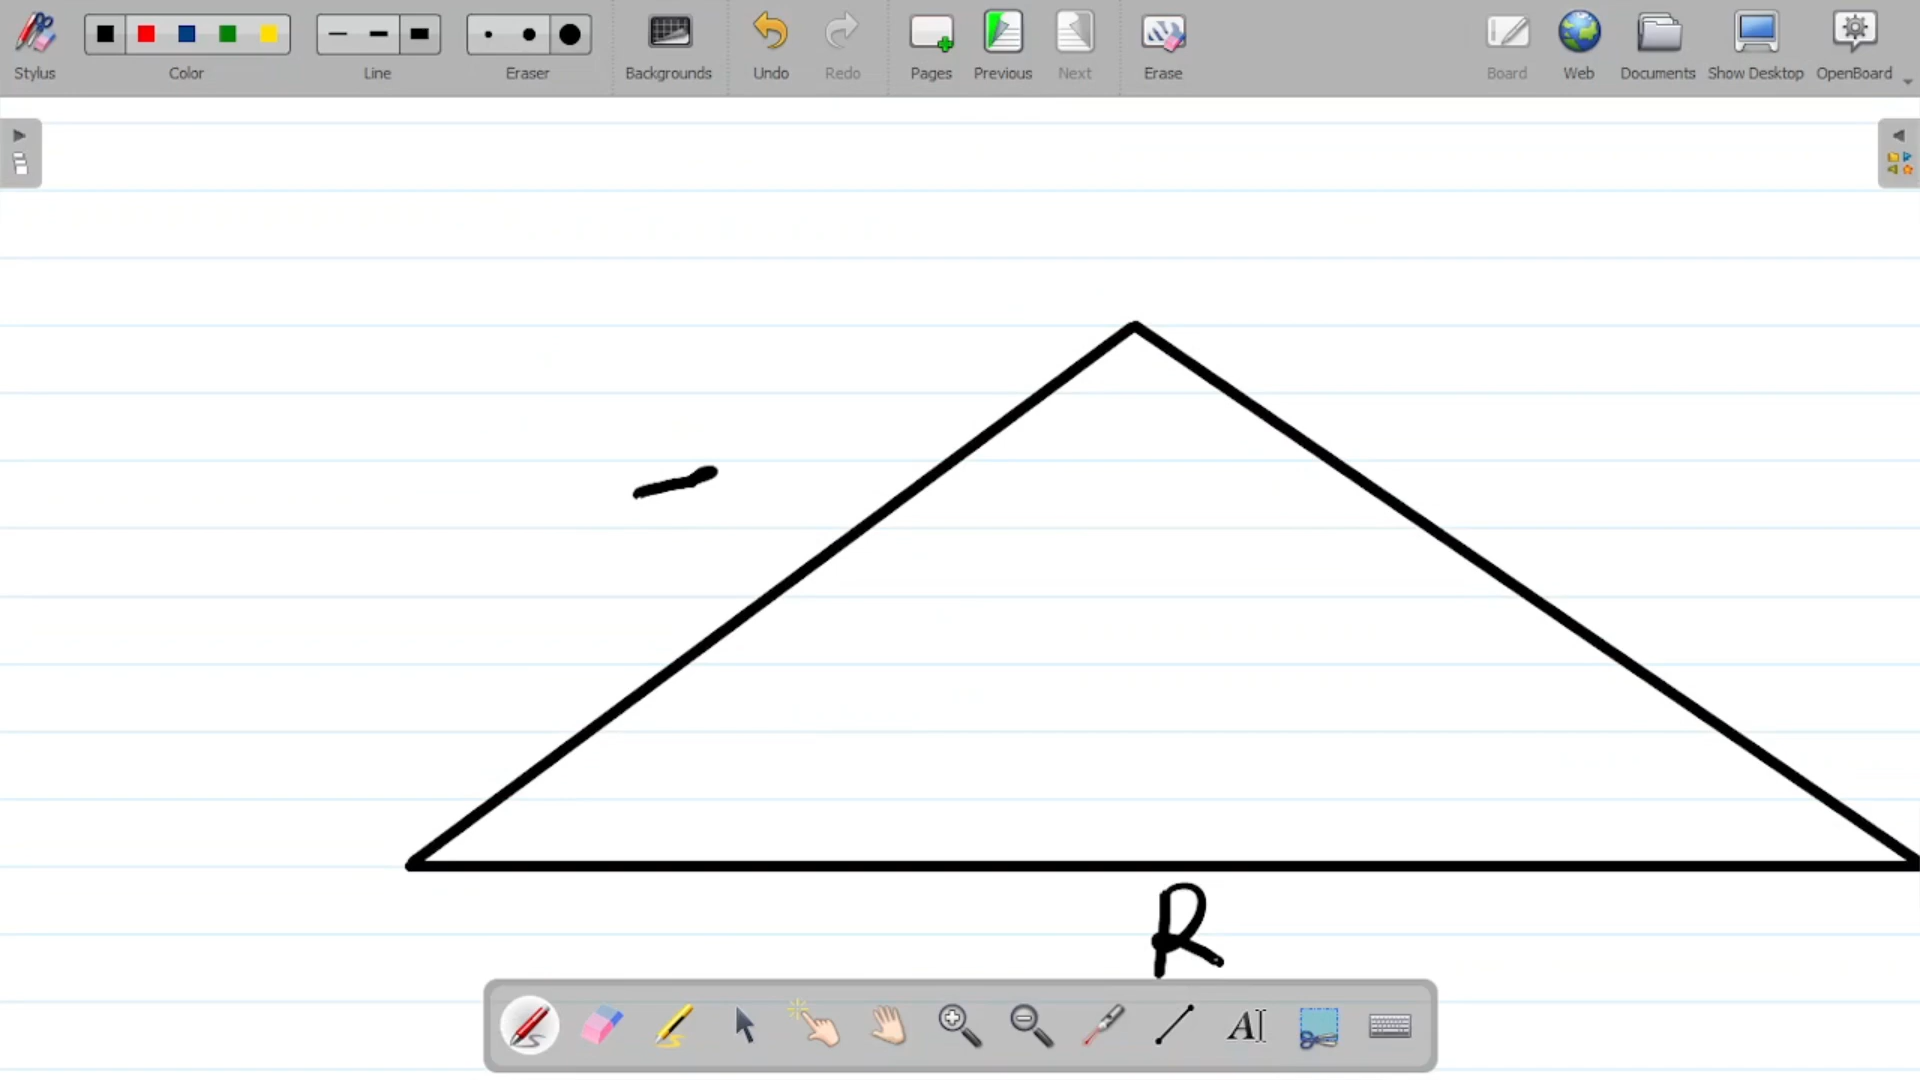 Stylus
Color
Line
Eraser
Backgrounds
Undo
Redo
Pages
Previous
Next
Erase
Board
Web
Documents
Show Desktop
OpenBoard
R
A